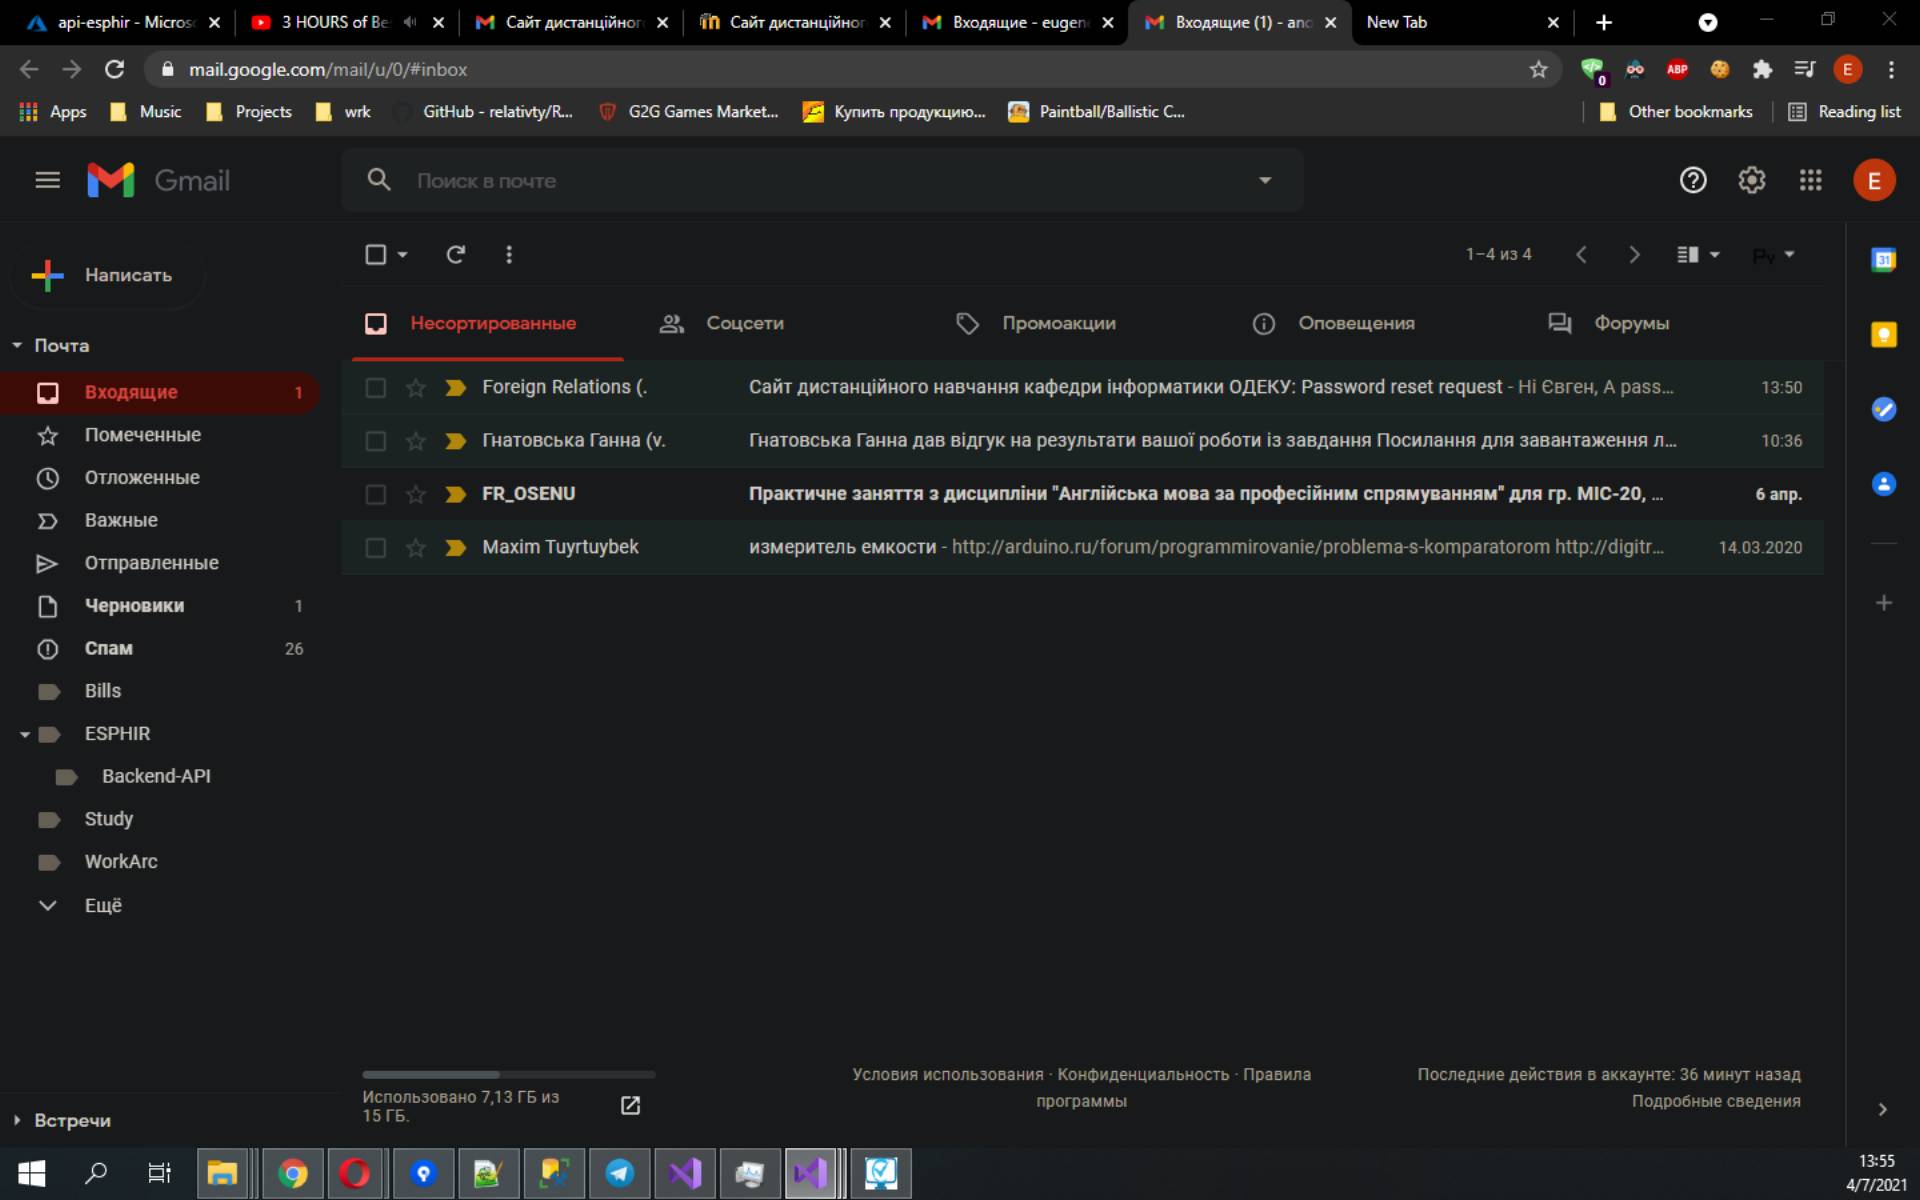 api-esphir - Micros
3 HOURS of Be
Сайт дистанційног
Сайт дистанційног
Входящие - eugen
Входящие (1) - and
New Tab
mail.google.com/mail/u/0/#inbox
0
ABP
E
Apps
Music
Projects
wrk
GitHub - relativty/R...
G2G Games Market...
Купить продукцию...
Paintball/Ballistic C...
Other bookmarks
Reading list
Gmail
Поиск в почте
E
Написать
1–4 из 4
Ру
31
Несортированные
Соцсети
Промоакции
Оповещения
Форумы
Почта
Входящие 1
Помеченные
Отложенные
Важные
Отправленные
Черновики 1
Спам 26
Bills
ESPHIR
Backend-API
Study
WorkArc
Ещё
Foreign Relations (. Сайт дистанційного навчання кафедри інформатики ОДЕКУ: Password reset request - Hi Євген, A pass... 13:50
Гнатовська Ганна (v. Гнатовська Ганна дав відгук на результати вашої роботи із завдання Посилання для завантаження л... 10:36
FR_OSENU Практичне заняття з дисципліни "Англійська мова за професійним спрямуванням" для гр. МІС-20, ... 6 апр.
Maxim Tuyrtuybek измеритель емкости - http://arduino.ru/forum/programmirovanie/problema-s-komparatorom http://digitr... 14.03.2020
Использовано 7,13 ГБ из
15 ГБ.
Условия использования · Конфиденциальность · Правила
программы
Последние действия в аккаунте: 36 минут назад
Подробные сведения
Встречи
13:55
4/7/2021